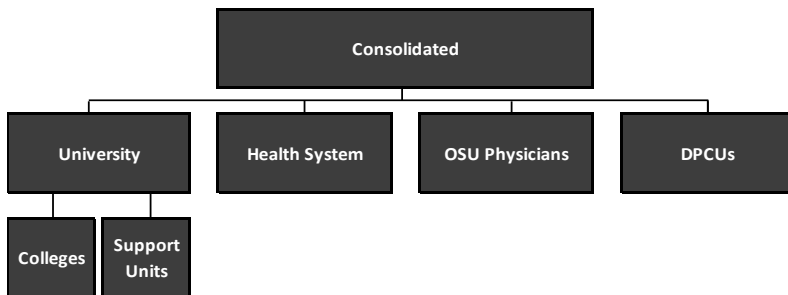 Consolidated
University
Health System
OSU Physicians
DPCUs
Colleges
Support
Units